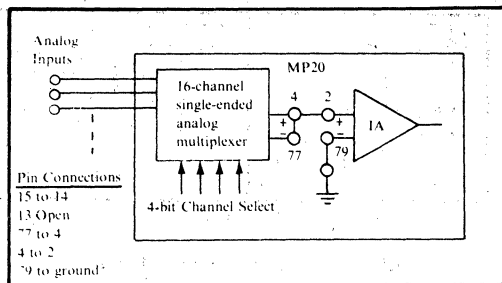 Analog
Inputs
MP20
16-channel
single-ended
analog
multiplexer
4
2
+
+
−
−
IA
77
79
4-bit Channel Select
Pin Connections
15 to 14
13 Open
77 to 4
4 to 2
79 to ground